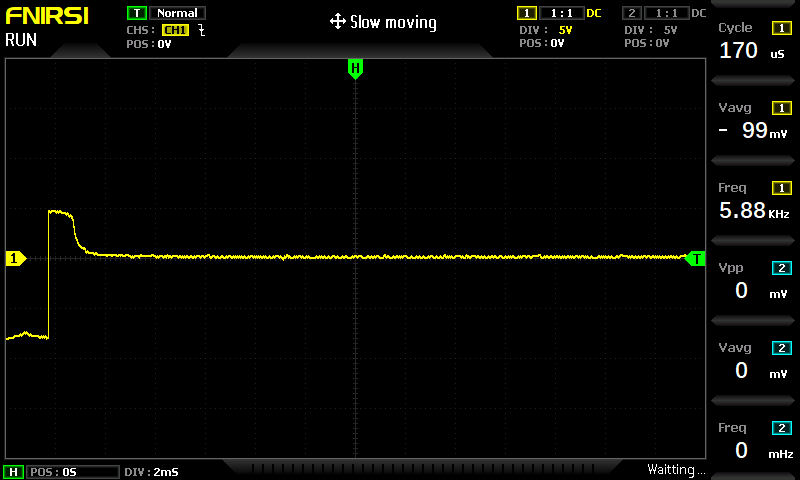 FNIRSI
RUN
T Normal
CHS: CH1
POS: 0V
Slow moving
1 1:1 DC
DIV: 5V
POS: 0V
2 1:1 DC
DIV: 5V
POS: 0V
H
1
T
Cycle 1
170 uS
Vavg 1
- 99 mV
Freq 1
5.88 KHz
Vpp 2
0 mV
Vavg 2
0 mV
Freq 2
0 mHz
H POS: 0S DIV: 2mS
Waitting...